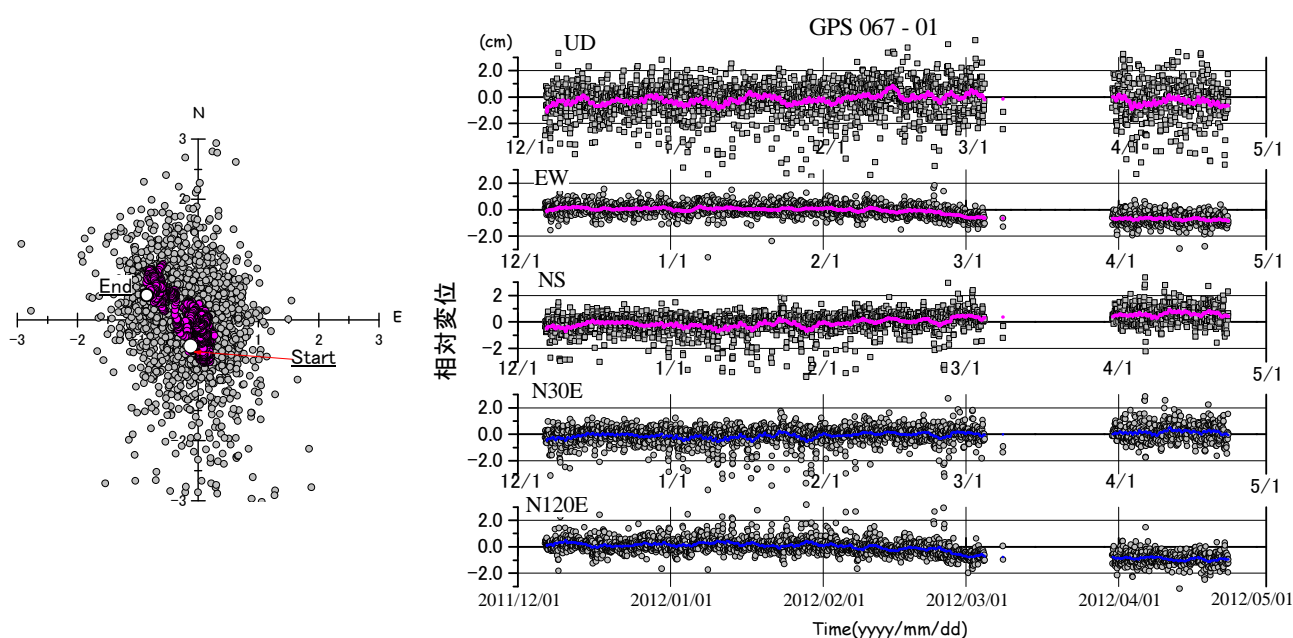 GPS 067 - 01
(cm)
UD
2.0
0.0
-2.0
12/1 1/1 2/1 3/1 4/1 5/1
EW
2.0
0.0
-2.0
12/1 1/1 2/1 3/1 4/1 5/1
NS
2
0
-2
12/1 1/1 2/1 3/1 4/1 5/1
N30E
2.0
0.0
-2.0
12/1 1/1 2/1 3/1 4/1 5/1
N120E
2.0
0.0
-2.0
2011/12/01 2012/01/01 2012/02/01 2012/03/01 2012/04/01 2012/05/01
Time(yyyy/mm/dd)
相対変位
N
3
End
E
-3 -2 1 2 3
Start
-3